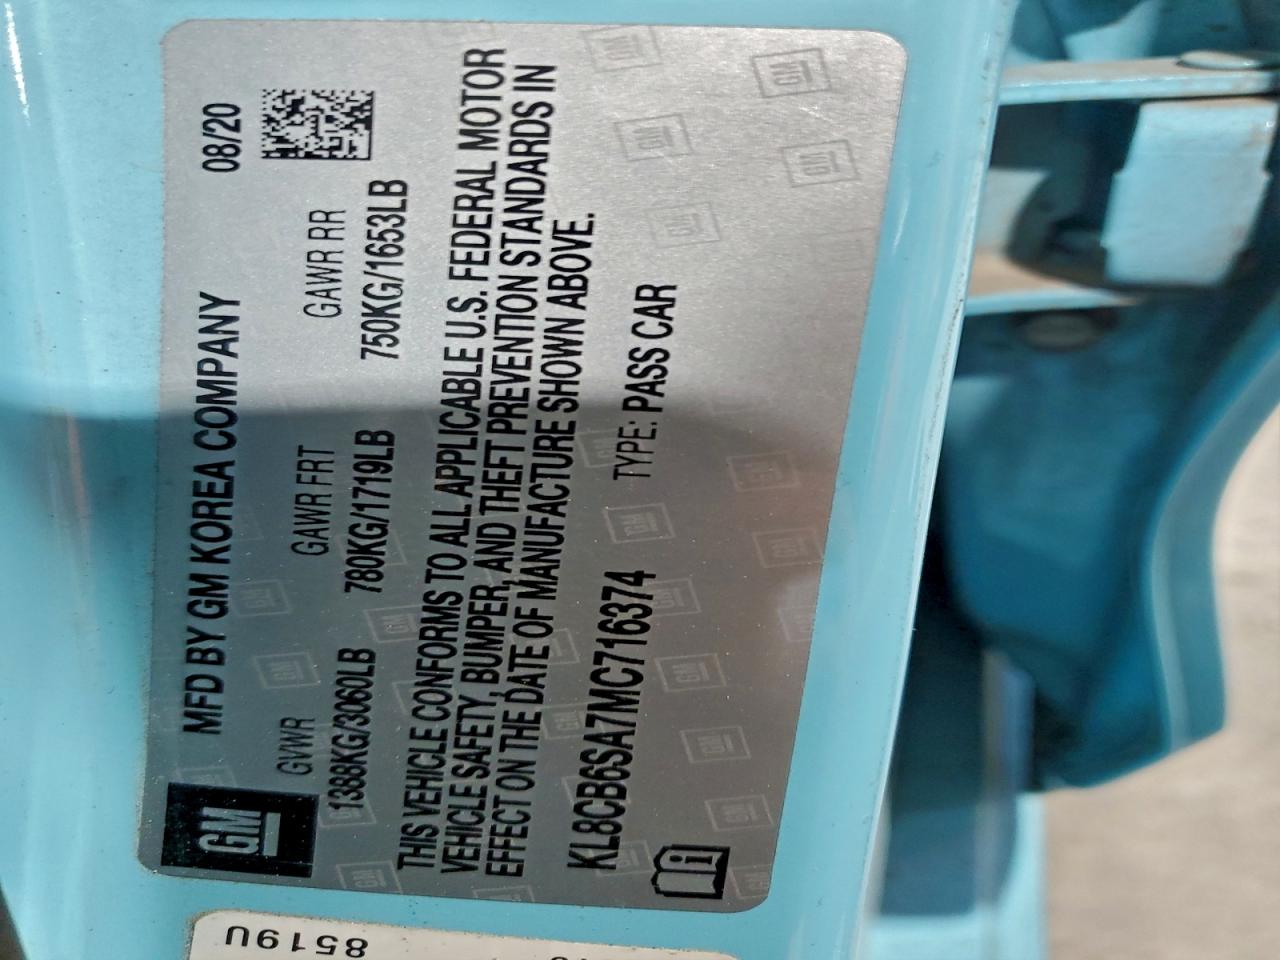 GM
MFD BY GM KOREA COMPANY 08/20
GVWR GAWR FRT GAWR RR
1388KG/3060LB 780KG/1719LB 750KG/1653LB
THIS VEHICLE CONFORMS TO ALL APPLICABLE U.S. FEDERAL MOTOR
VEHICLE SAFETY, BUMPER, AND THEFT PREVENTION STANDARDS IN
EFFECT ON THE DATE OF MANUFACTURE SHOWN ABOVE.
KL8CB6SA7MC716374 TYPE: PASS CAR
8519U